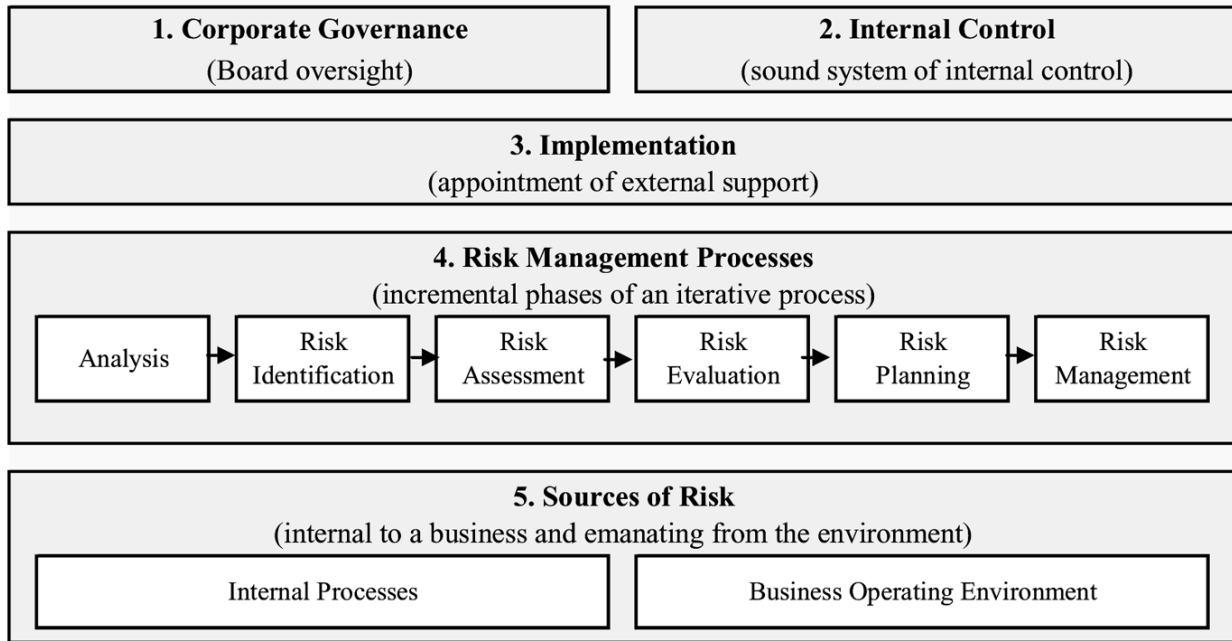 1. Corporate Governance
(Board oversight)
2. Internal Control
(sound system of internal control)
3. Implementation
(appointment of external support)
4. Risk Management Processes
(incremental phases of an iterative process)
Analysis
Risk
Identification
Risk
Assessment
Risk
Evaluation
Risk
Planning
Risk
Management
5. Sources of Risk
(internal to a business and emanating from the environment)
Internal Processes
Business Operating Environment